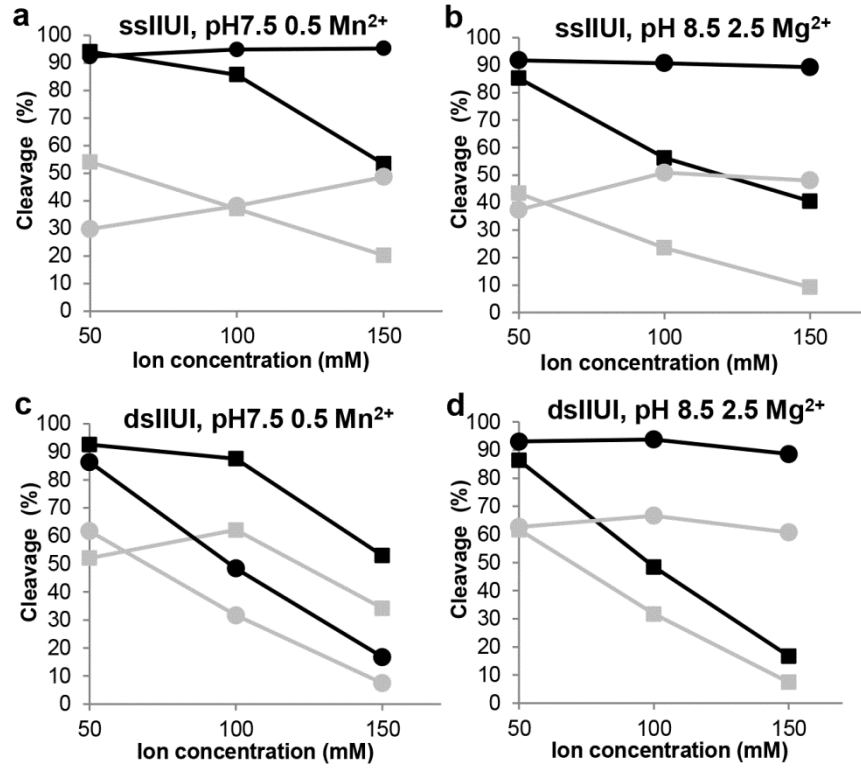 a
ssIIUI, pH7.5 0.5 Mn²⁺
100
90
80
70
60
50
40
30
20
10
0
Cleavage (%)
50 100 150
Ion concentration (mM)
b
ssIIUI, pH 8.5 2.5 Mg²⁺
100
90
80
70
60
50
40
30
20
10
0
Cleavage (%)
50 100 150
Ion concentration (mM)
c
dsIIUI, pH7.5 0.5 Mn²⁺
100
90
80
70
60
50
40
30
20
10
0
Cleavage (%)
50 100 150
Ion concentration (mM)
d
dsIIUI, pH 8.5 2.5 Mg²⁺
100
90
80
70
60
50
40
30
20
10
0
Cleavage (%)
50 100 150
Ion concentration (mM)